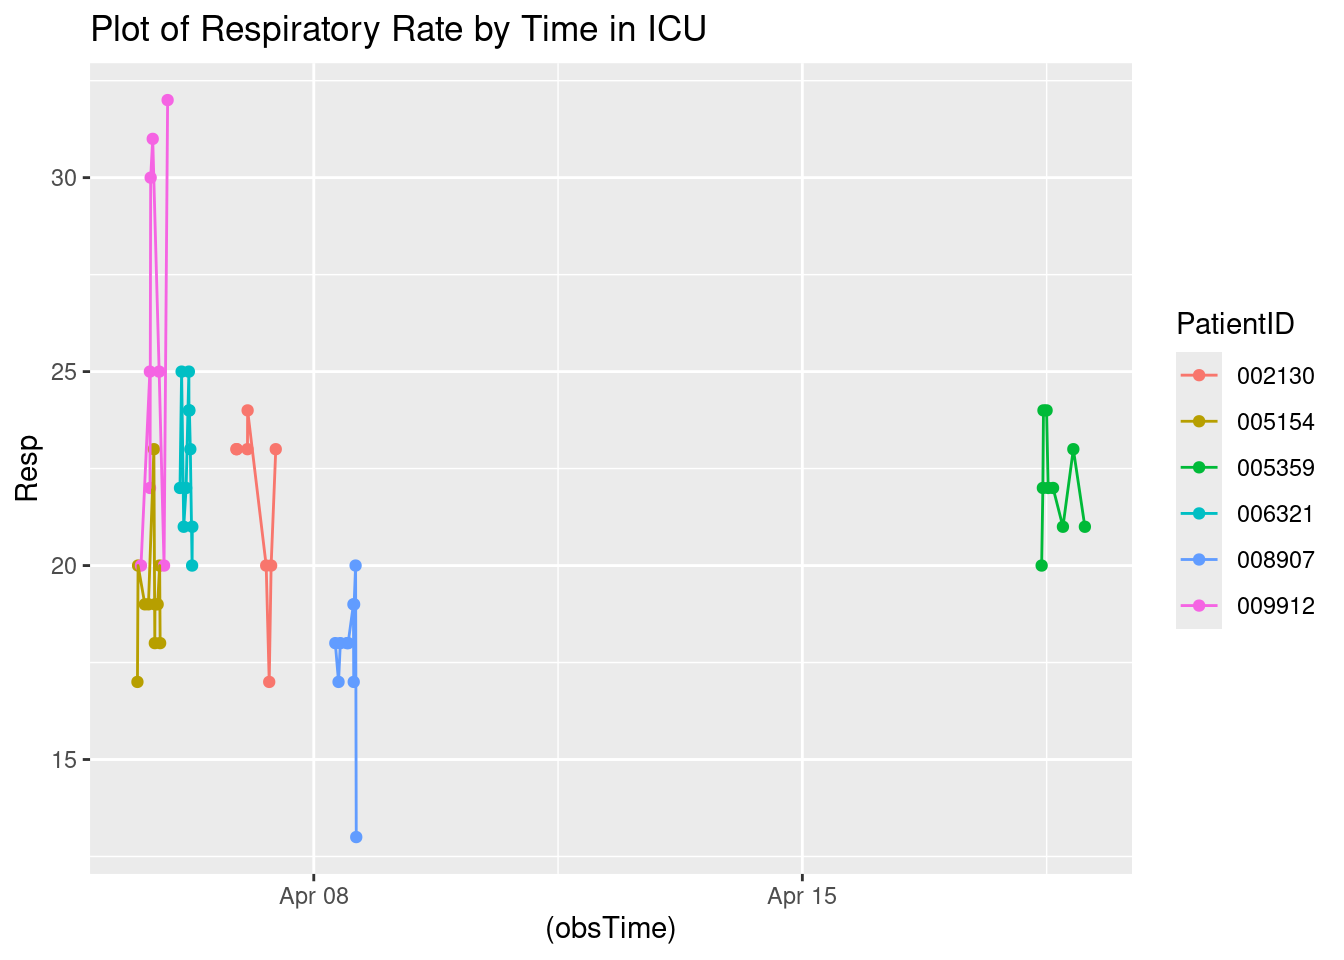 Plot of Respiratory Rate by Time in ICU
30
25
20
15
Resp
Apr 08
Apr 15
(obsTime)
PatientID
002130
005154
005359
006321
008907
009912